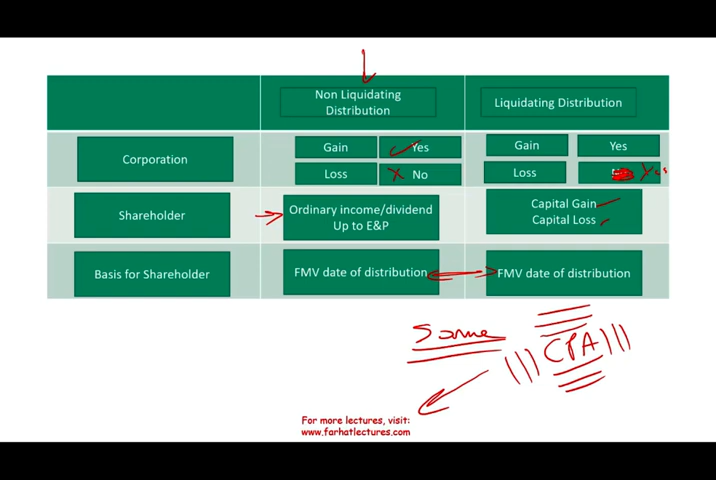 Non Liquidating
Distribution
Liquidating Distribution
Corporation
Gain
Yes
Gain
Yes
Loss
No
Loss
Yes
Shareholder
Ordinary income/dividend
Up to E&P
Capital Gain
Capital Loss
Basis for Shareholder
FMV date of distribution
FMV date of distribution
Same
CPA
For more lectures, visit:
www.farhatlectures.com